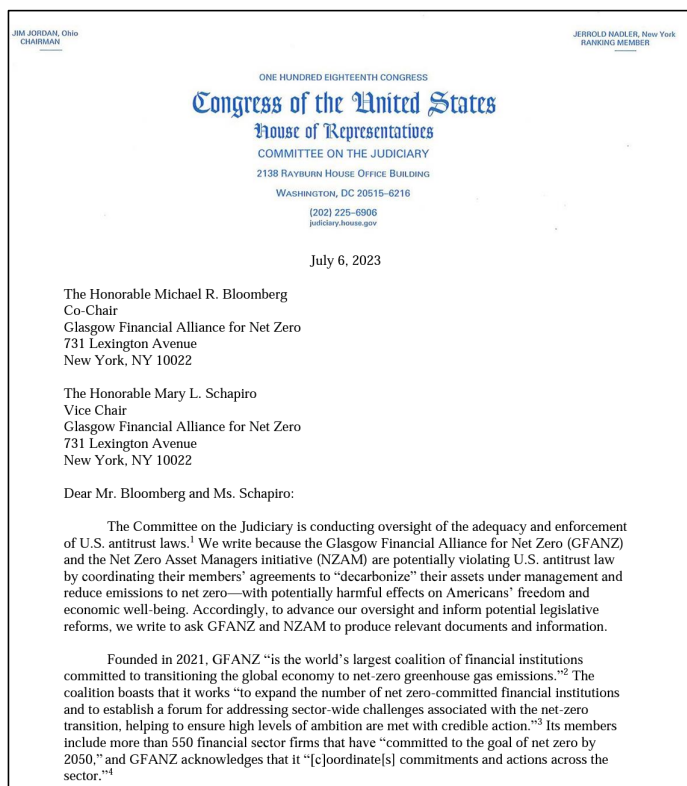 JIM JORDAN, Ohio
CHAIRMAN
JERROLD NADLER, New York
RANKING MEMBER
ONE HUNDRED EIGHTEENTH CONGRESS
Congress of the United States
House of Representatives
COMMITTEE ON THE JUDICIARY
2138 RAYBURN HOUSE OFFICE BUILDING
WASHINGTON, DC 20515–6216
(202) 225–6906
judiciary.house.gov
July 6, 2023
The Honorable Michael R. Bloomberg
Co-Chair
Glasgow Financial Alliance for Net Zero
731 Lexington Avenue
New York, NY 10022
The Honorable Mary L. Schapiro
Vice Chair
Glasgow Financial Alliance for Net Zero
731 Lexington Avenue
New York, NY 10022
Dear Mr. Bloomberg and Ms. Schapiro:
The Committee on the Judiciary is conducting oversight of the adequacy and enforcement
of U.S. antitrust laws.1 We write because the Glasgow Financial Alliance for Net Zero (GFANZ)
and the Net Zero Asset Managers initiative (NZAM) are potentially violating U.S. antitrust law
by coordinating their members’ agreements to “decarbonize” their assets under management and
reduce emissions to net zero—with potentially harmful effects on Americans’ freedom and
economic well-being. Accordingly, to advance our oversight and inform potential legislative
reforms, we write to ask GFANZ and NZAM to produce relevant documents and information.
Founded in 2021, GFANZ “is the world’s largest coalition of financial institutions
committed to transitioning the global economy to net-zero greenhouse gas emissions.”2 The
coalition boasts that it works “to expand the number of net zero-committed financial institutions
and to establish a forum for addressing sector-wide challenges associated with the net-zero
transition, helping to ensure high levels of ambition are met with credible action.”3 Its members
include more than 550 financial sector firms that have “committed to the goal of net zero by
2050,” and GFANZ acknowledges that it “[c]oordinate[s] commitments and actions across the
sector.”4